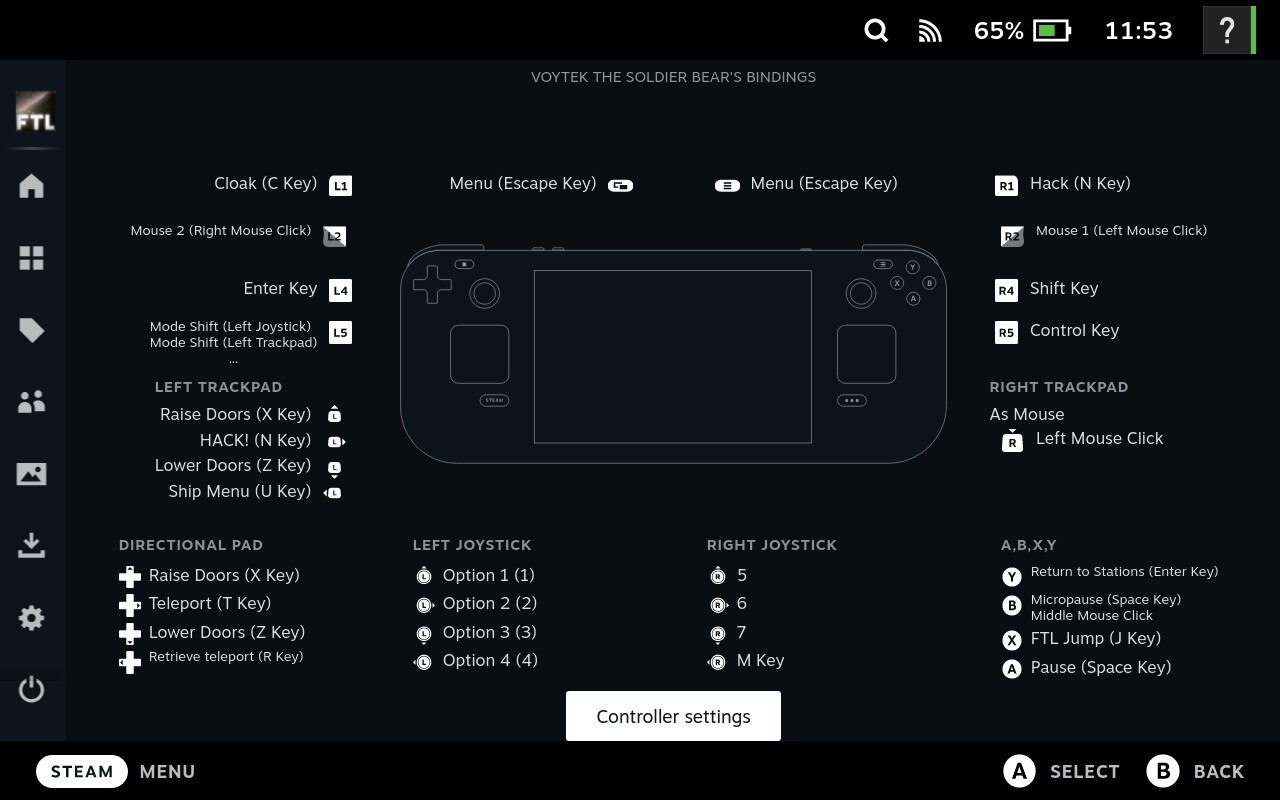 65% 11:53 ?
VOYTEK THE SOLDIER BEAR'S BINDINGS
FTL
Cloak (C Key) L1
Menu (Escape Key)
Menu (Escape Key)
R1 Hack (N Key)
Mouse 2 (Right Mouse Click) L2
R2 Mouse 1 (Left Mouse Click)
Enter Key L4
R4 Shift Key
Mode Shift (Left Joystick) L5
Mode Shift (Left Trackpad)
...
R5 Control Key
Y
X B
A
STEAM
LEFT TRACKPAD
Raise Doors (X Key) L
HACK! (N Key) L
Lower Doors (Z Key) L
Ship Menu (U Key) L
RIGHT TRACKPAD
As Mouse
R Left Mouse Click
DIRECTIONAL PAD
Raise Doors (X Key)
Teleport (T Key)
Lower Doors (Z Key)
Retrieve teleport (R Key)
LEFT JOYSTICK
L Option 1 (1)
L Option 2 (2)
L Option 3 (3)
L Option 4 (4)
RIGHT JOYSTICK
R 5
R 6
R 7
R M Key
A,B,X,Y
Y Return to Stations (Enter Key)
B Micropause (Space Key)
Middle Mouse Click
X FTL Jump (J Key)
A Pause (Space Key)
Controller settings
STEAM MENU
A SELECT B BACK